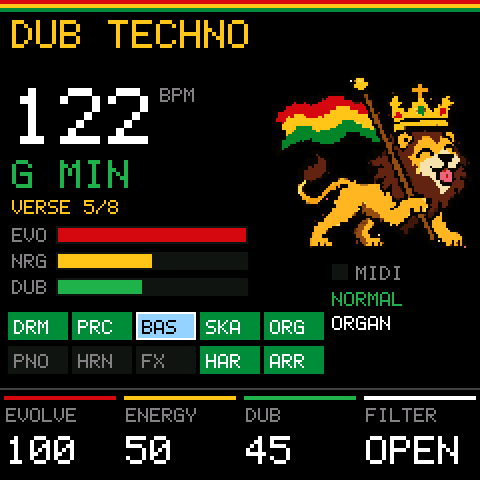 DUB TECHNO
122 BPM
G MIN
VERSE 5/8
EVO
NRG
DUB
MIDI
NORMAL
ORGAN
DRM PRC BAS SKA ORG
PNO HRN FX HAR ARR
EVOLVE ENERGY DUB FILTER
100 50 45 OPEN